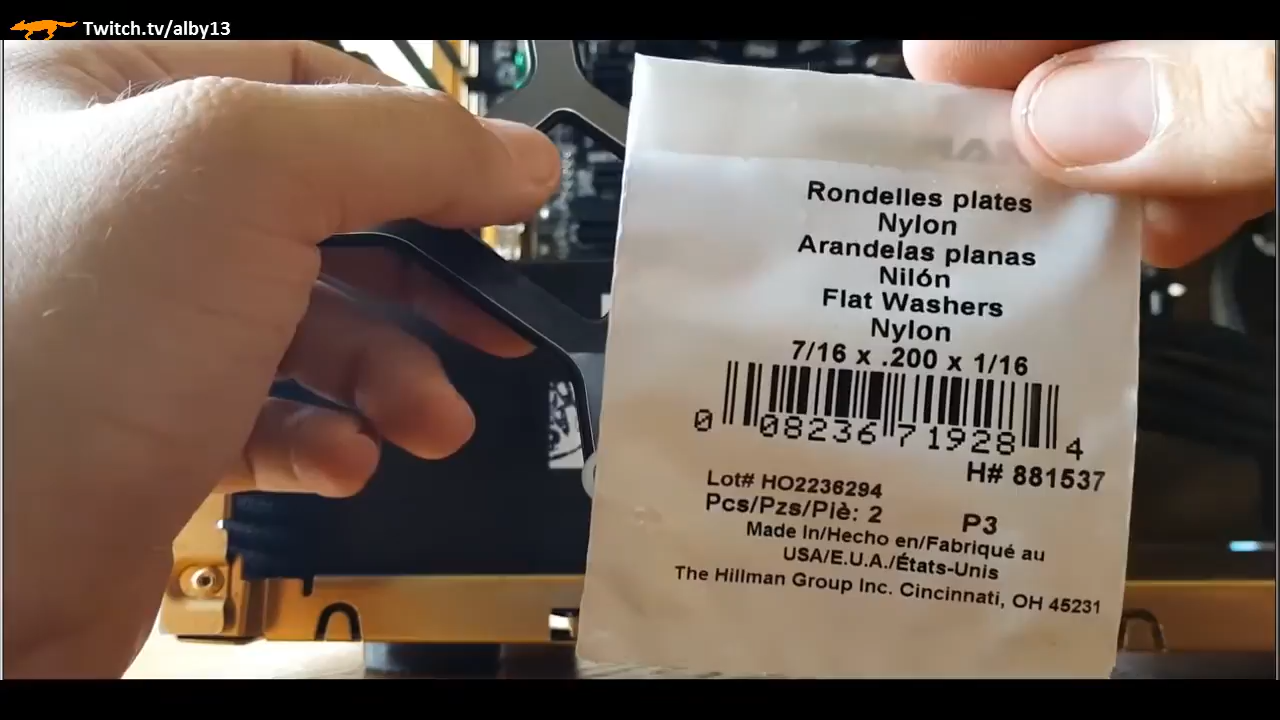 Twitch.tv/alby13
Rondelles plates
Nylon
Arandelas planas
Nilón
Flat Washers
Nylon
7/16 x .200 x 1/16
0 08236 71928 4
H# 881537
Lot# HO2236294
Pcs/Pzs/Piè: 2 P3
Made In/Hecho en/Fabriqué au
USA/E.U.A./États-Unis
The Hillman Group Inc. Cincinnati, OH 45231